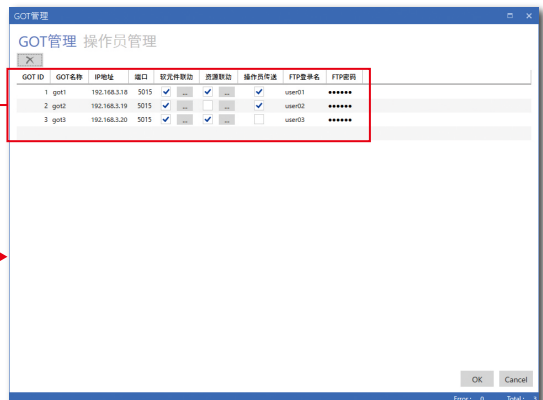 GOT管理
GOT管理 操作员管理
GOT ID GOT名称 IP地址 端口 软元件联动 资源联动 操作员传送 FTP登录名 FTP密码
1 got1 192.168.3.18 5015 ... ... user01 ●●●●●●
2 got2 192.168.3.19 5015 ... ... user02 ●●●●●●
3 got3 192.168.3.20 5015 ... ... user03 ●●●●●●
OK Cancel
Error : 0 Total : 3